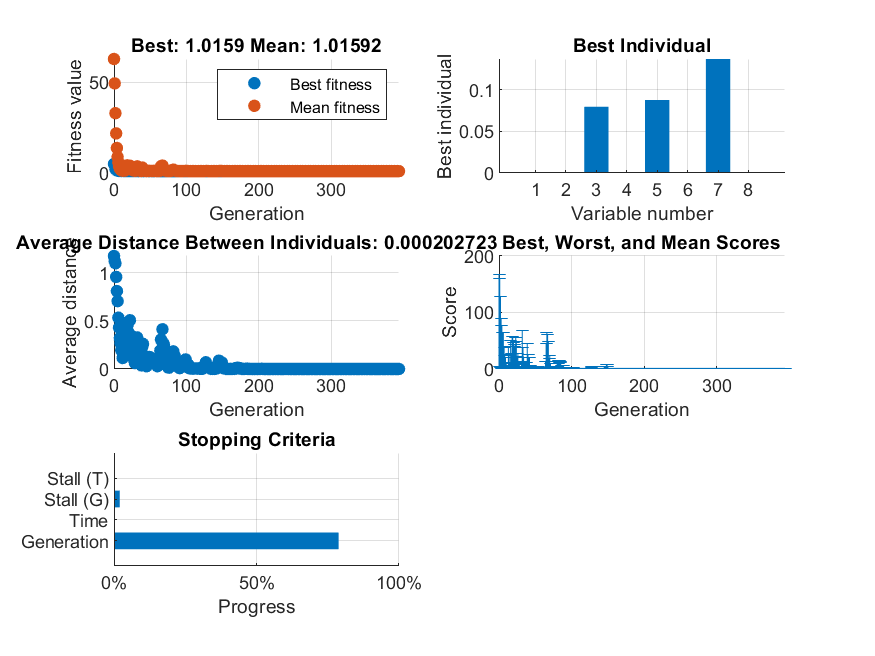 Best: 1.0159 Mean: 1.01592
Fitness value
50
0
Best fitness
Mean fitness
0 100 200 300
Generation
Best Individual
Best individual
0.1
0.05
0
1 2 3 4 5 6 7 8
Variable number
Average Distance Between Individuals: 0.000202723
Average distance
1
0.5
0
0 100 200 300
Generation
Best, Worst, and Mean Scores
Score
200
100
0
0 100 200 300
Generation
Stopping Criteria
Stall (T)
Stall (G)
Time
Generation
0% 50% 100%
Progress